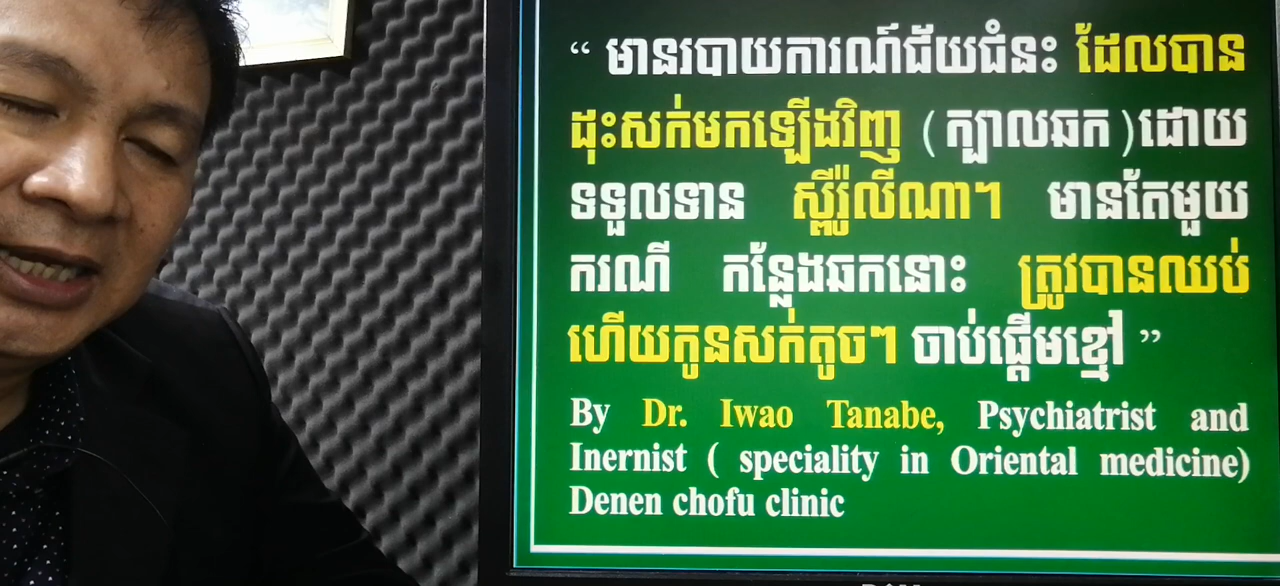 “ មានរបាយការណ៍ជ័យជំនះ ដែលបាន
ដុះសក់មកឡើងវិញ ( ក្បាលឆក ) ដោយ
ទទួលទាន ស្ពីរ៉ូលីណា។ មានតែមួយ
ករណី កន្លែងឆកនោះ ត្រូវបានឈប់
ហើយកូនសក់តូចៗ ចាប់ផ្តើមខ្មៅ ”
By Dr. Iwao Tanabe, Psychiatrist and
Inernist ( speciality in Oriental medicine)
Denen chofu clinic